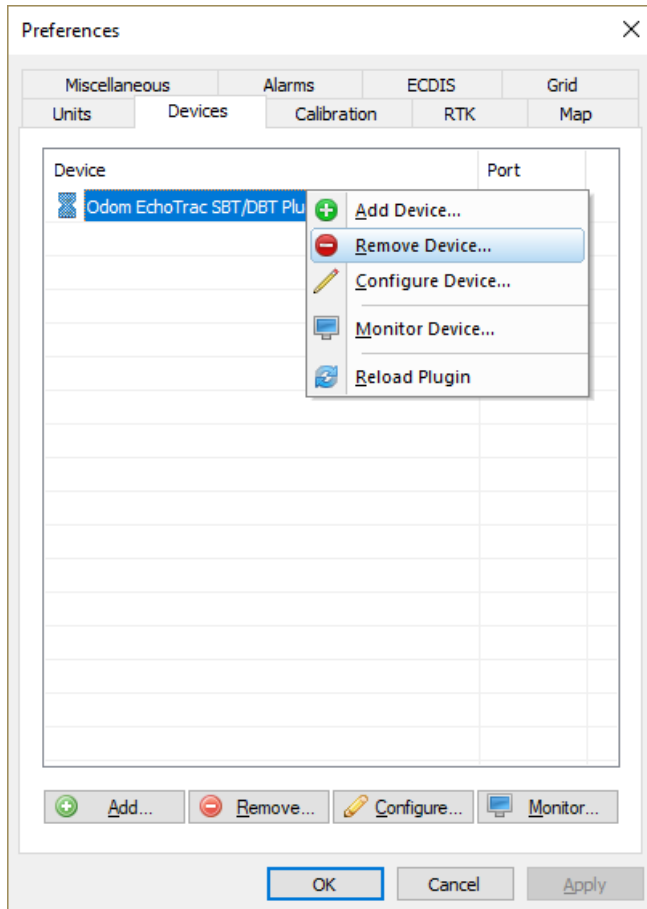 Preferences
Miscellaneous Alarms ECDIS Grid
Units Devices Calibration RTK Map
Device Port
Odom EchoTrac SBT/DBT Plu
Add Device...
Remove Device...
Configure Device...
Monitor Device...
Reload Plugin
Add... Remove... Configure... Monitor...
OK Cancel Apply